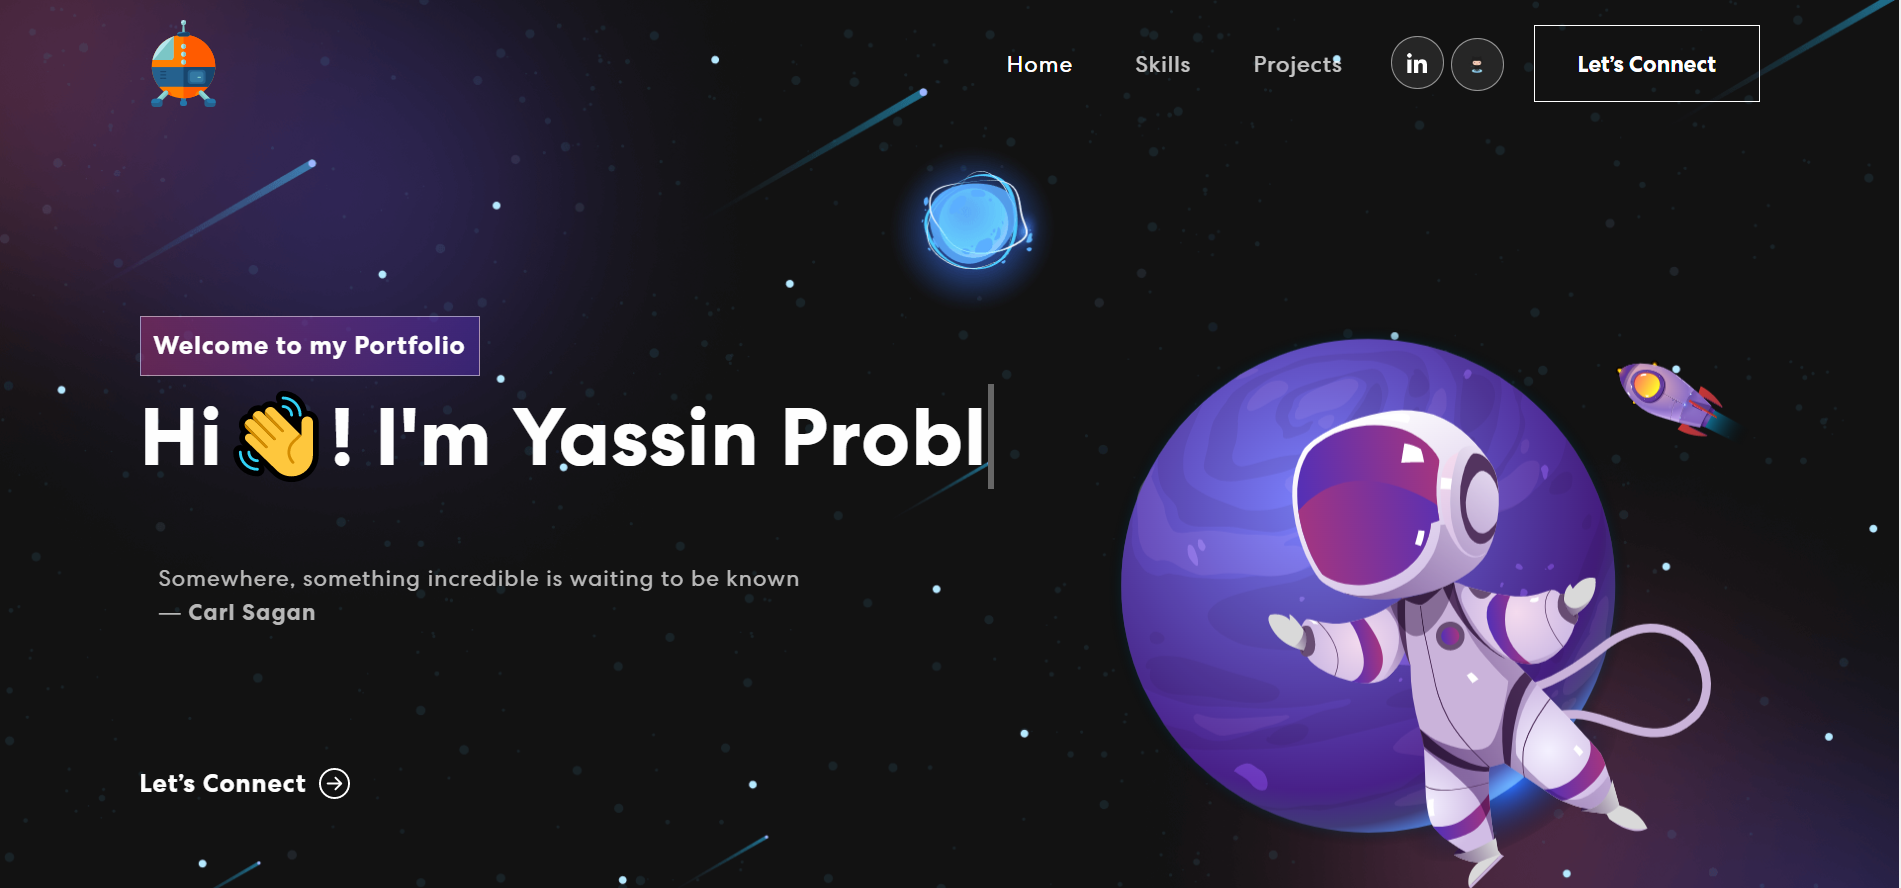 Home Skills Projects in Let's Connect
Welcome to my Portfolio
Hi 👋! I'm Yassin Probl
Somewhere, something incredible is waiting to be known
— Carl Sagan
Let's Connect